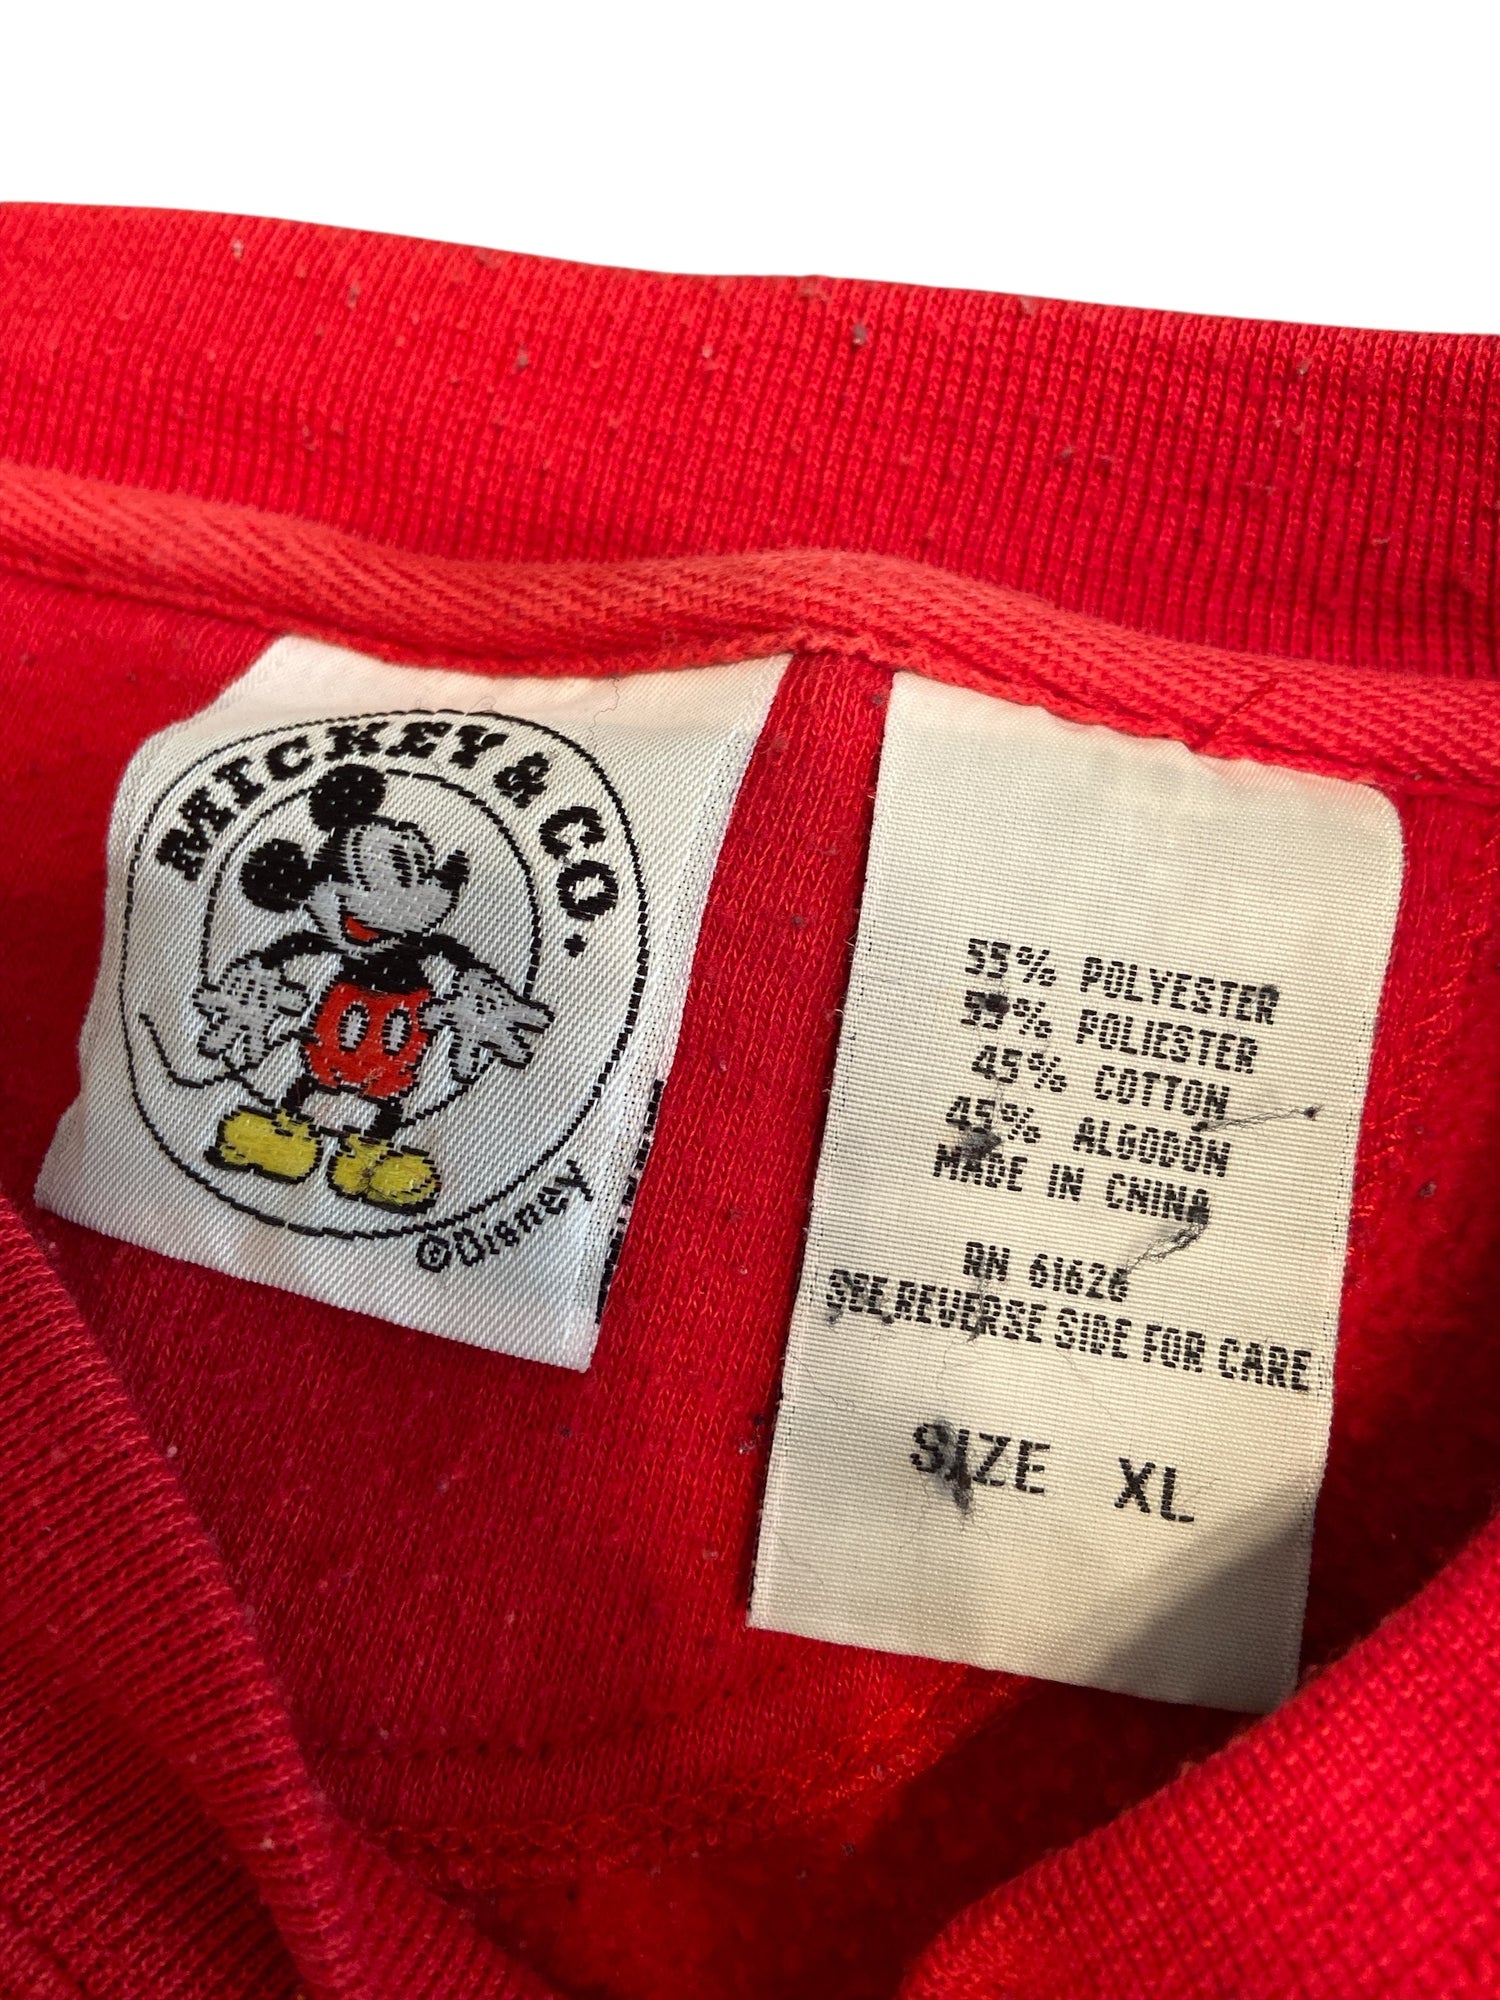 MICKEY & CO.
©Disney
55% POLYESTER
55% POLIESTER
45% COTTON
45% ALGODÓN
MADE IN CHINA
RN 61626
SEE REVERSE SIDE FOR CARE
SIZE XL